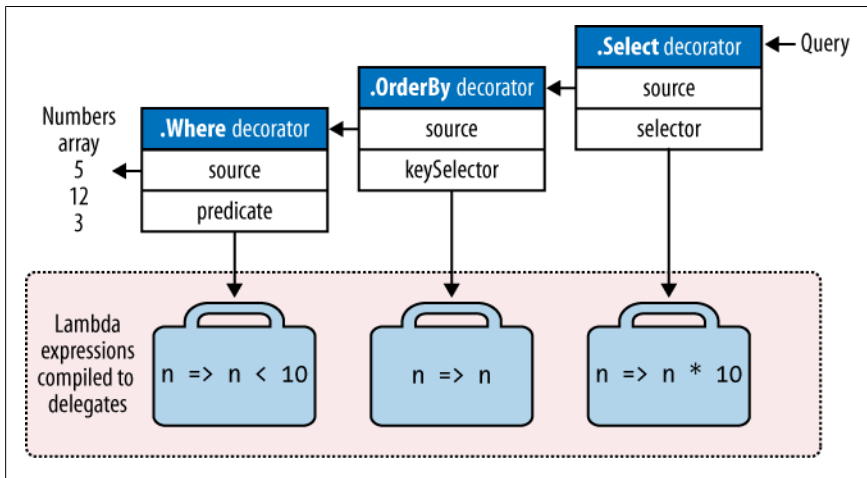 .Select decorator
Query
source
selector
.OrderBy decorator
source
keySelector
Numbers
array
5
12
3
.Where decorator
source
predicate
Lambda
expressions
compiled to
delegates
n => n < 10
n => n
n => n * 10